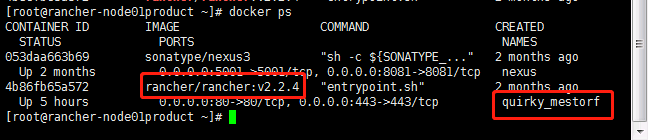 [root@rancher-node01product ~]# docker ps
CONTAINER ID IMAGE COMMAND CREATED
STATUS PORTS NAMES
053daa663b69 sonatype/nexus3 "sh -c ${SONATYPE_..." 2 months ago
Up 2 months 0.0.0.0:5001->5001/tcp, 0.0.0.0:8081->8081/tcp nexus
4b86fb65a572 rancher/rancher:v2.2.4 "entrypoint.sh" 2 months ago
Up 5 hours 0.0.0.0:80->80/tcp, 0.0.0.0:443->443/tcp quirky_mestorf
[root@rancher-node01product ~]#